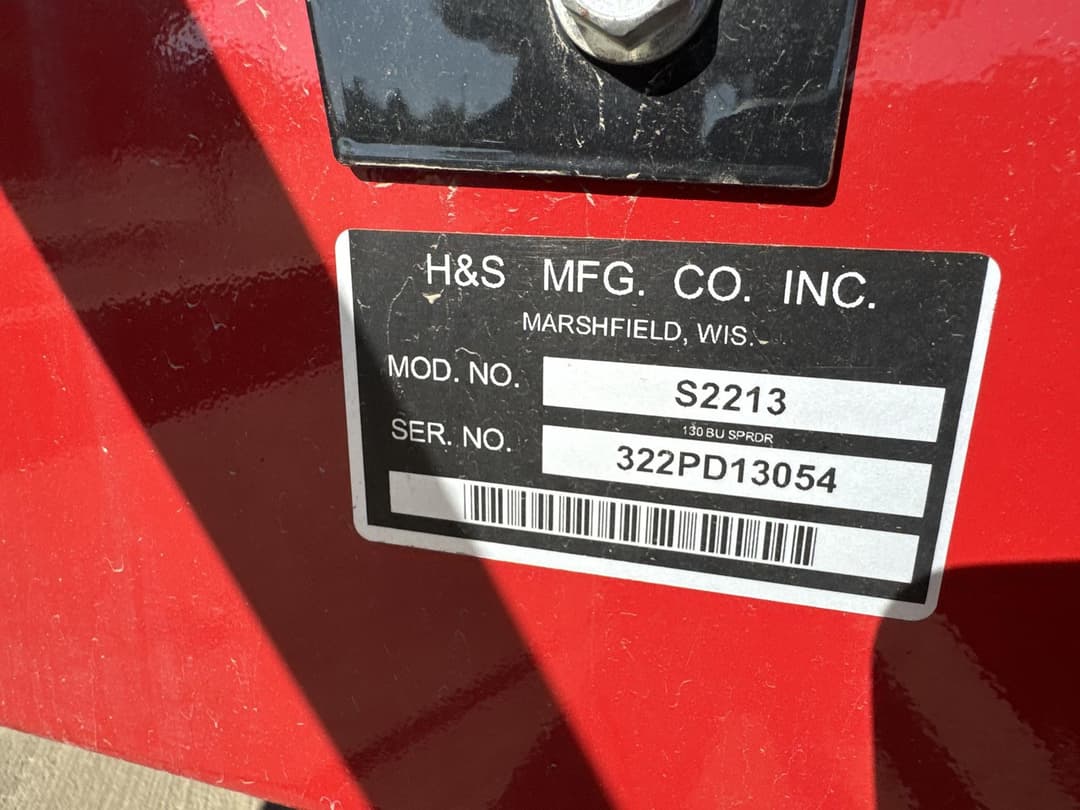 H&S MFG. CO. INC.
MARSHFIELD, WIS.
MOD. NO. S2213
130 BU SPRDR
SER. NO. 322PD13054